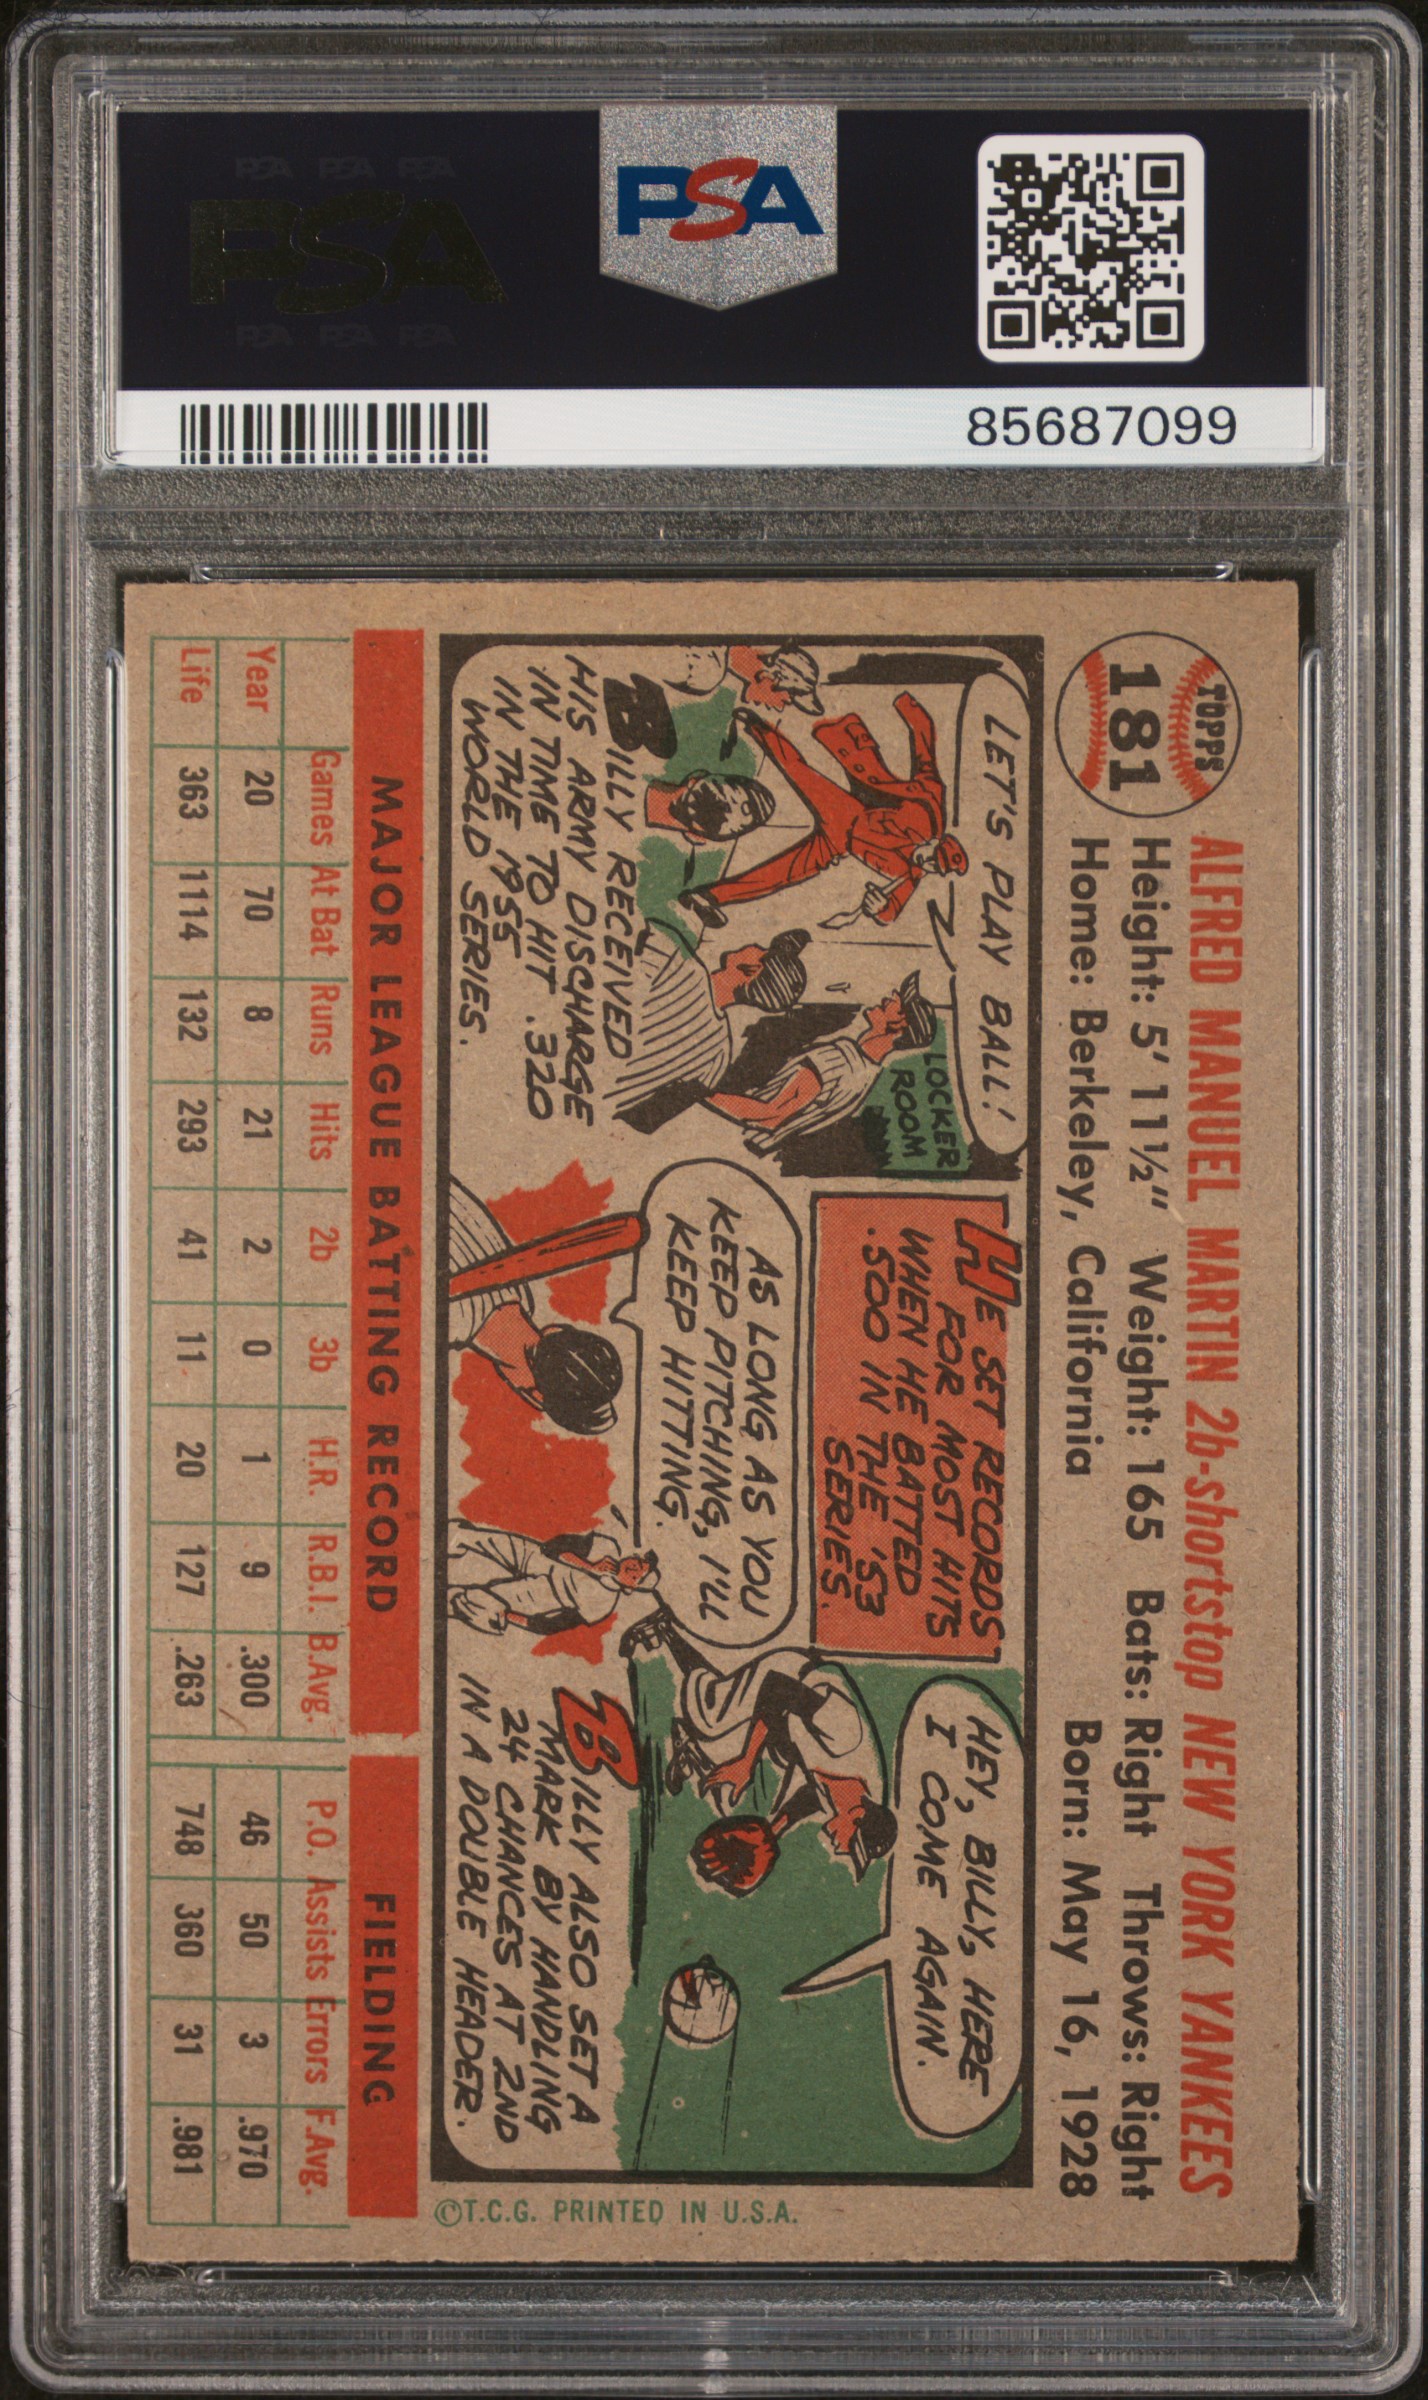 PSA PSA PSA
PSA
PSA PSA PSA
PSA
85687099
TOPPS
181
ALFRED MANUEL MARTIN 2b-shortstop NEW YORK YANKEES
Height: 5' 11½" Weight: 165 Bats: Right Throws: Right
Home: Berkeley, California Born: May 16, 1928
LET'S PLAY BALL!
LOCKER
ROOM
BILLY RECEIVED
HIS ARMY DISCHARGE
IN TIME TO HIT .320
IN THE 1955
WORLD SERIES.
HE SET RECORDS
FOR MOST HITS
WHEN HE BATTED
.500 IN THE '53
SERIES.
AS LONG AS YOU
KEEP PITCHING, I'LL
KEEP HITTING.
HEY, BILLY, HERE
I COME AGAIN.
BILLY ALSO SET A
MARK BY HANDLING
24 CHANCES AT 2ND
IN A DOUBLE HEADER.
MAJOR LEAGUE BATTING RECORD FIELDING
Games At Bat Runs Hits 2b 3b H.R. R.B.I. B.Avg. P.O. Assists Errors F.Avg.
Year 20 70 8 21 2 0 1 9 .300 46 50 3 .970
Life 363 1114 132 293 41 11 20 127 .263 748 360 31 .981
©T.C.G. PRINTED IN U.S.A.